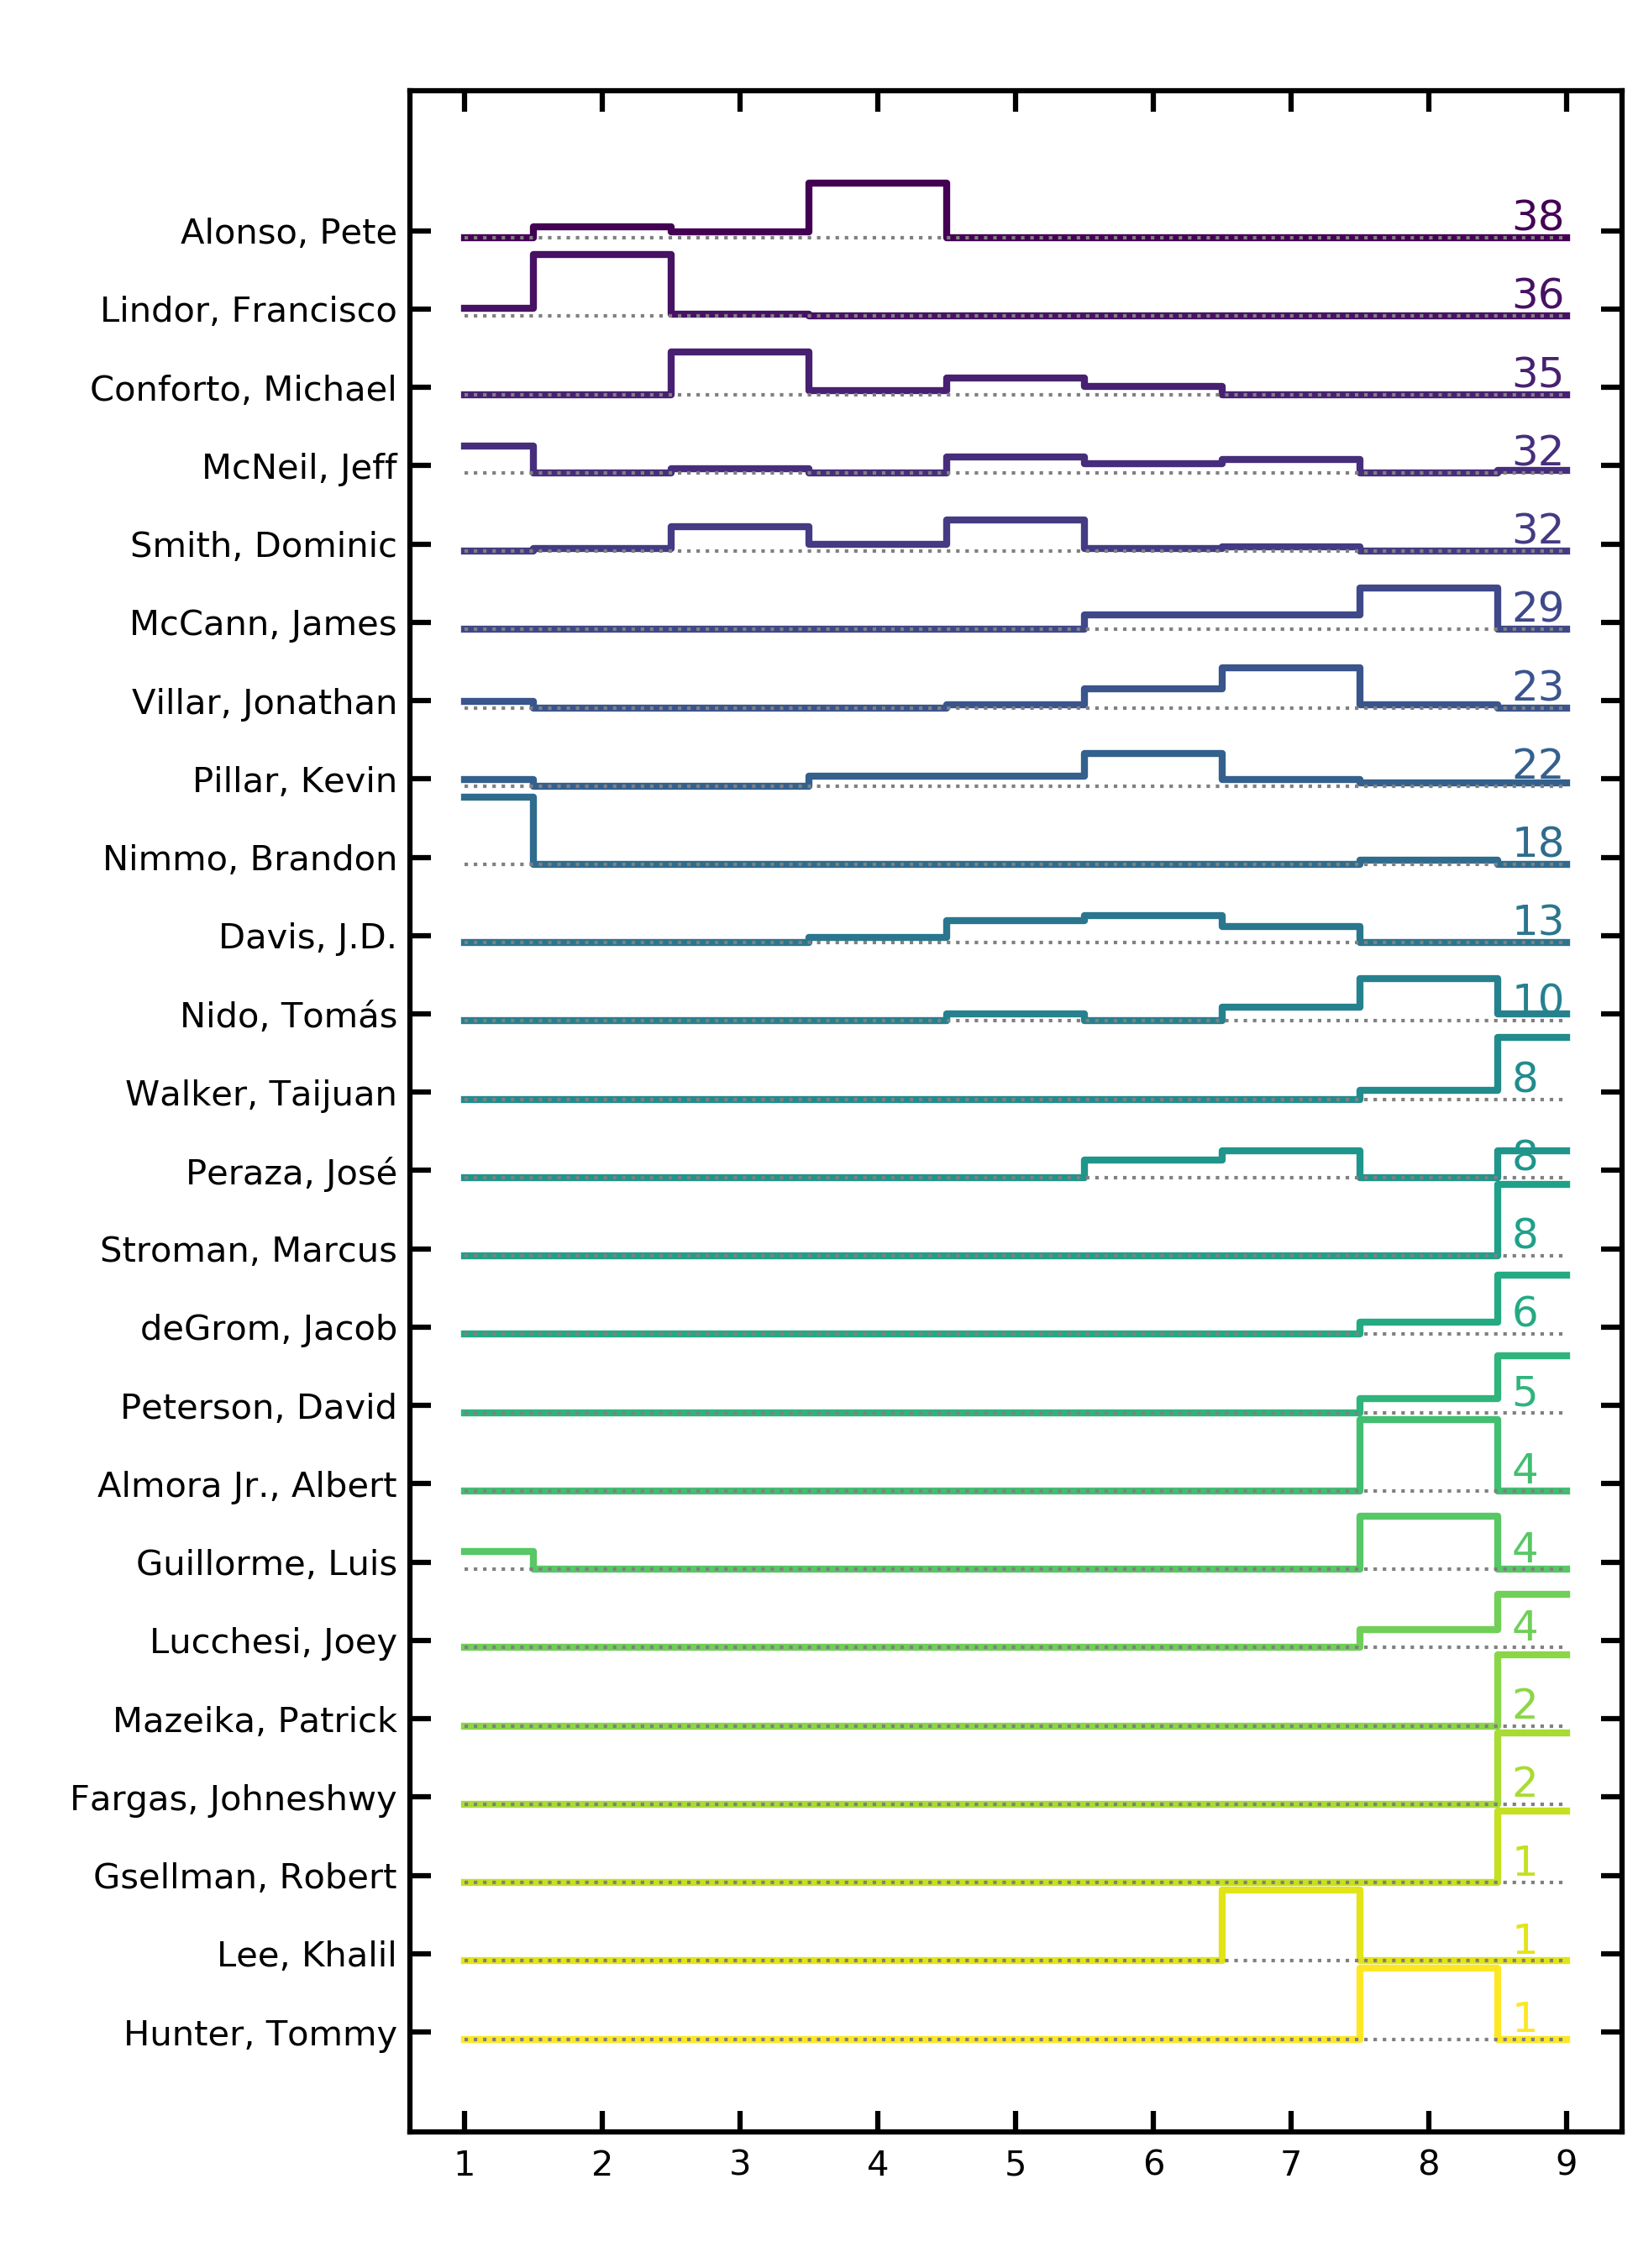 Alonso, Pete 38
Lindor, Francisco 36
Conforto, Michael 35
McNeil, Jeff 32
Smith, Dominic 32
McCann, James 29
Villar, Jonathan 23
Pillar, Kevin 22
Nimmo, Brandon 18
Davis, J.D. 13
Nido, Tomás 10
Walker, Taijuan 8
Peraza, José 8
Stroman, Marcus 8
deGrom, Jacob 6
Peterson, David 5
Almora Jr., Albert 4
Guillorme, Luis 4
Lucchesi, Joey 4
Mazeika, Patrick 2
Fargas, Johneshwy 2
Gsellman, Robert 1
Lee, Khalil 1
Hunter, Tommy 1
1 2 3 4 5 6 7 8 9